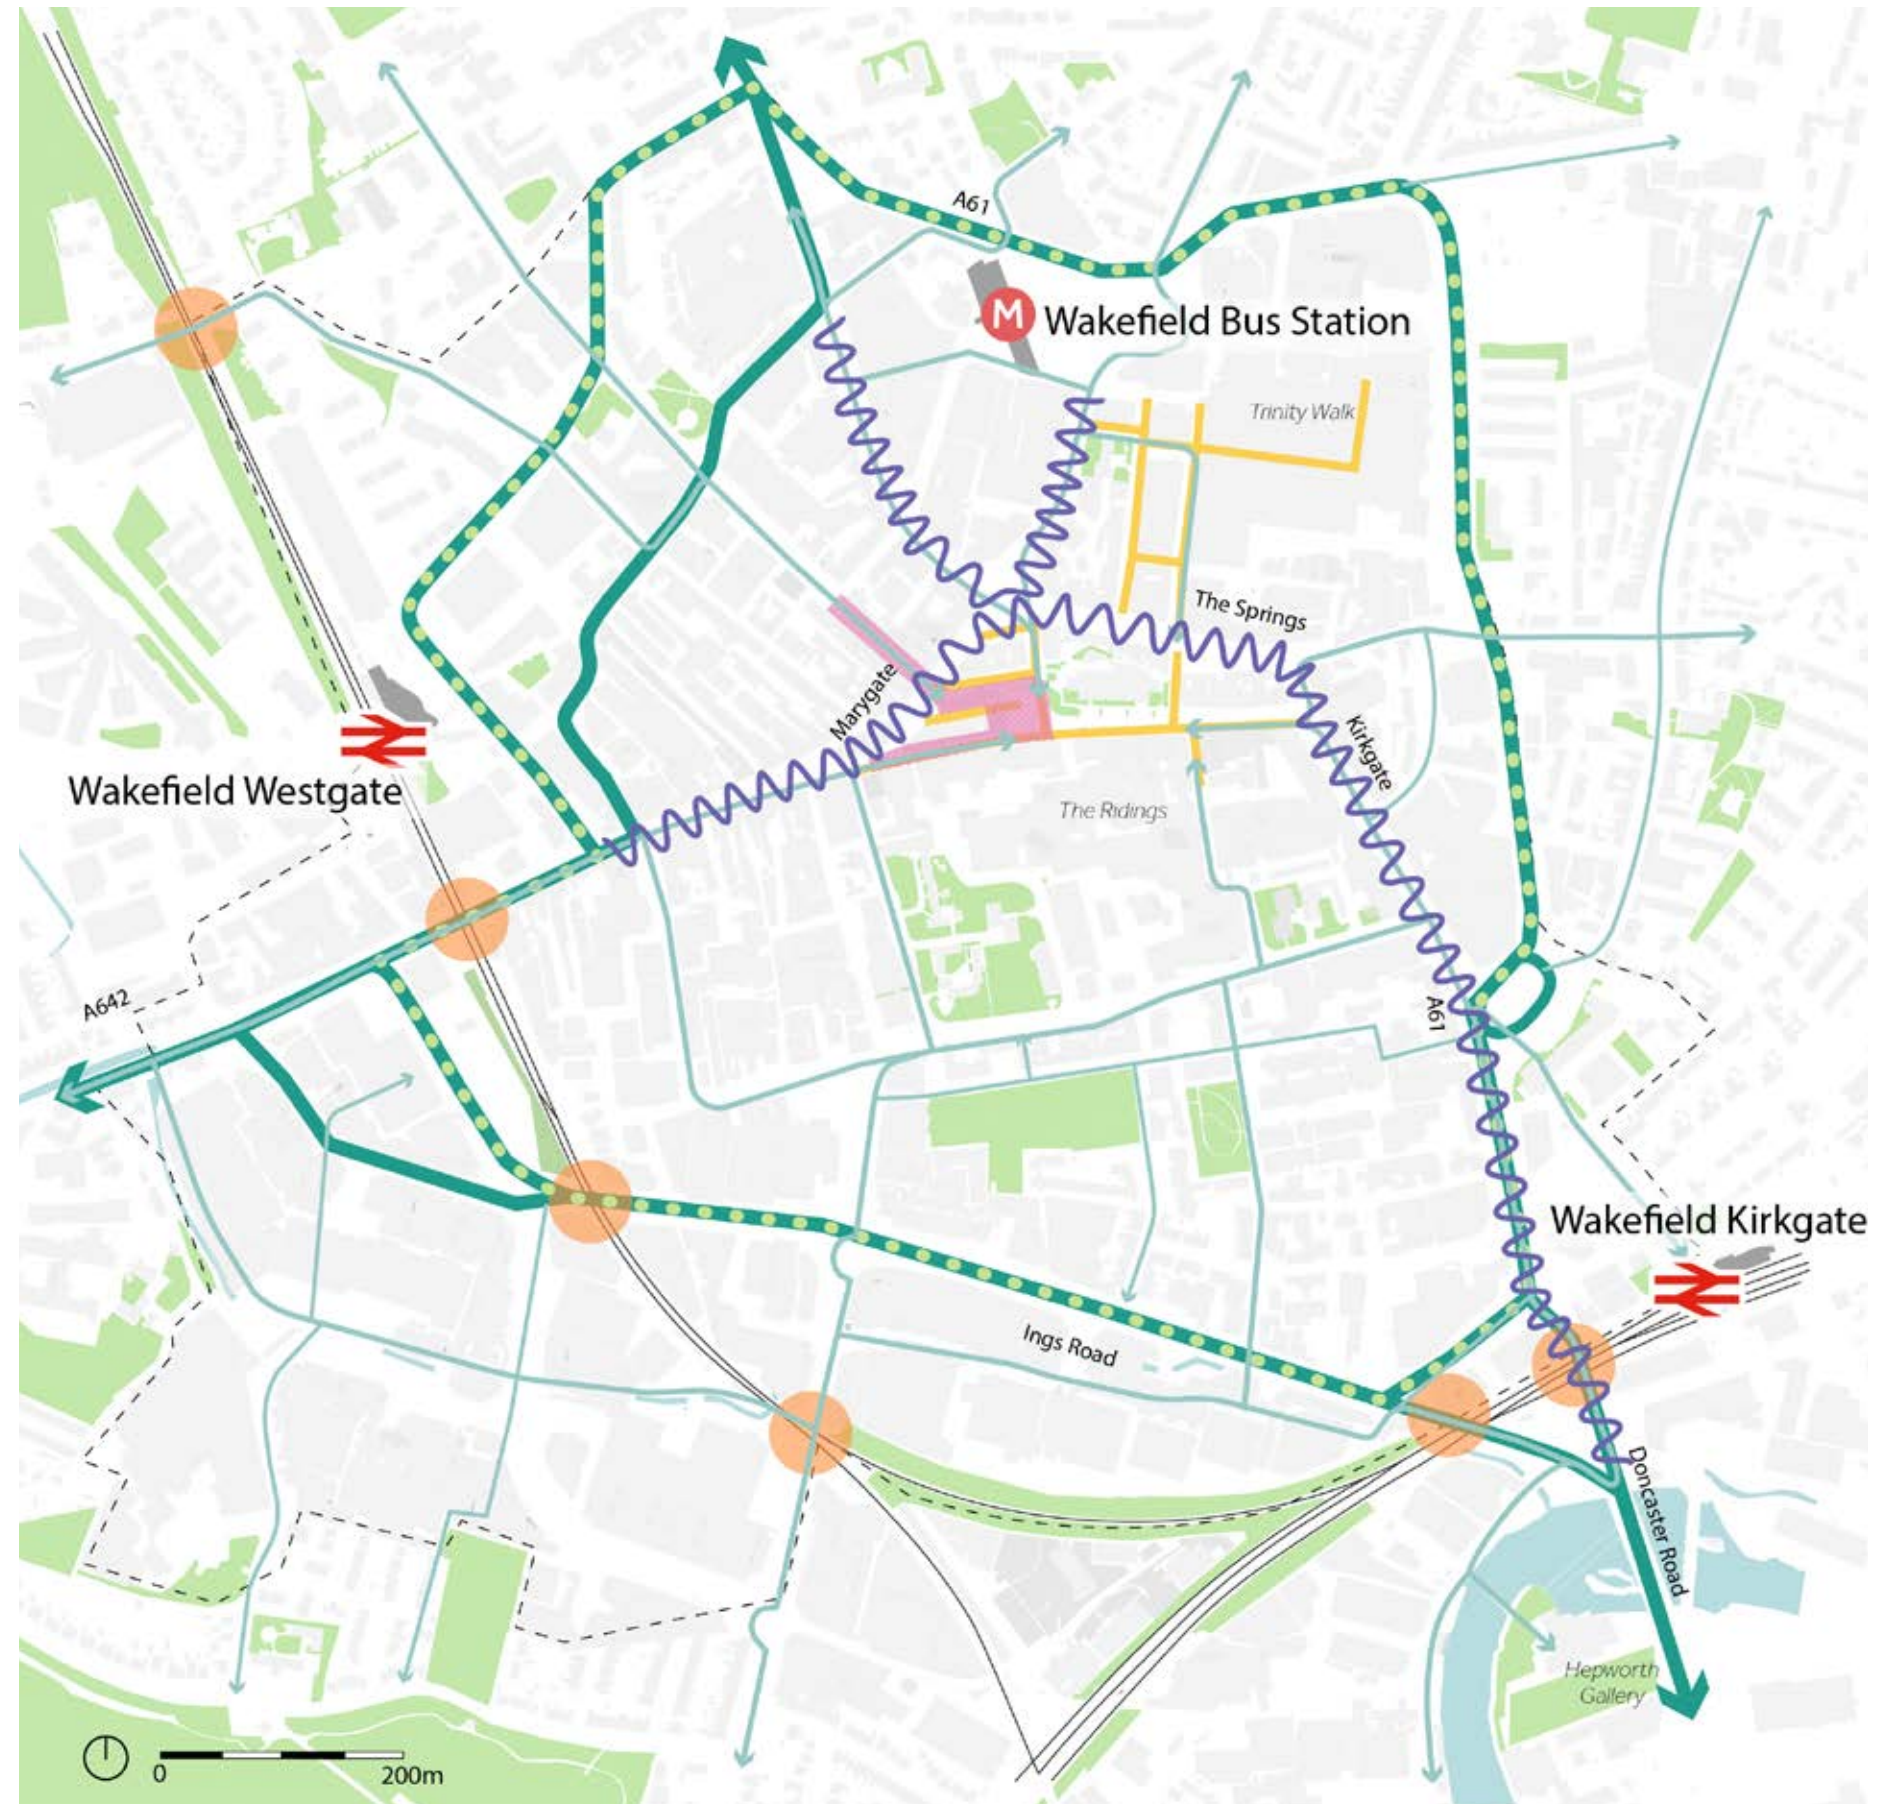 A61
M
Wakefield Bus Station
Trinity Walk
The Springs
Marygate
Kirkgate
Wakefield Westgate
The Ridings
A642
A61
Wakefield Kirkgate
Ings Road
Doncaster Road
Hepworth
Gallery
0
200m